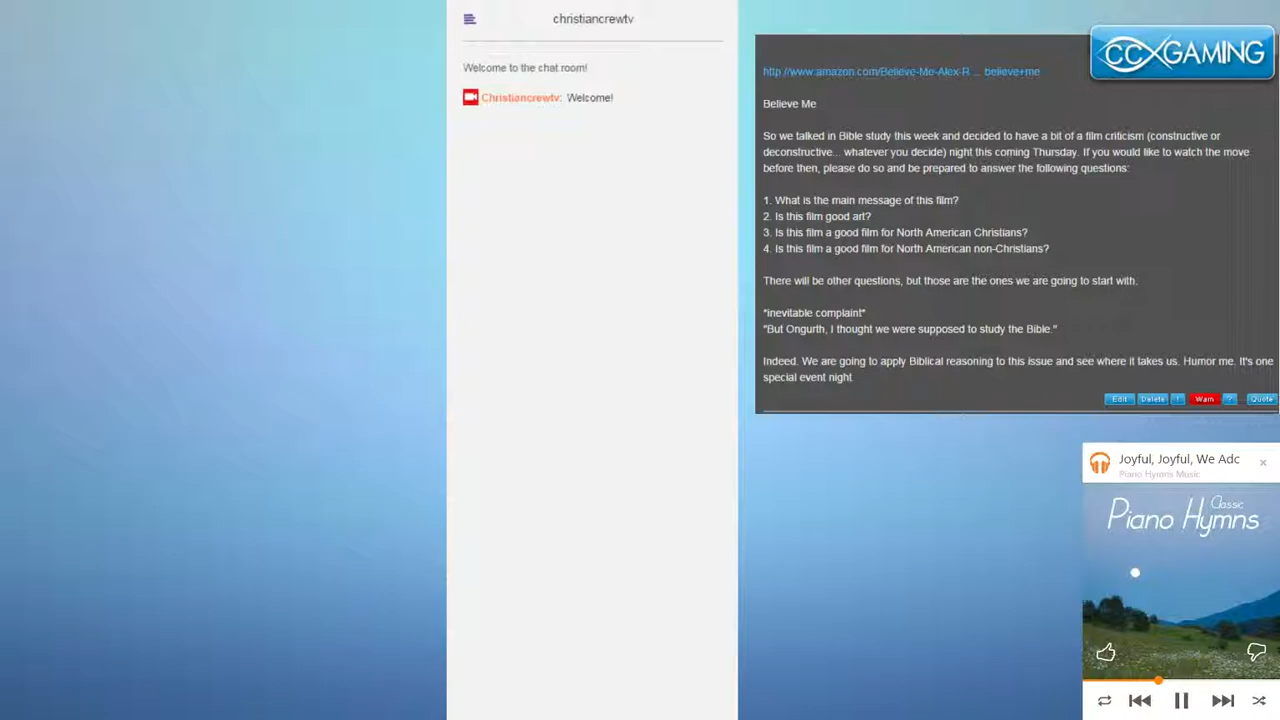 christiancrewtv
Welcome to the chat room!
Christiancrewtv: Welcome!
CCXGAMING
http://www.amazon.com/Believe-Me-Alex-R ... believe+me
Believe Me
So we talked in Bible study this week and decided to have a bit of a film criticism (constructive or
deconstructive... whatever you decide) night this coming Thursday. If you would like to watch the move
before then, please do so and be prepared to answer the following questions:
1. What is the main message of this film?
2. Is this film good art?
3. Is this film a good film for North American Christians?
4. Is this film a good film for North American non-Christians?
There will be other questions, but those are the ones we are going to start with.
*inevitable complaint*
"But Ongurth, I thought we were supposed to study the Bible."
Indeed. We are going to apply Biblical reasoning to this issue and see where it takes us. Humor me. It's one
special event night
Edit Delete ! Warn ? Quote
Joyful, Joyful, We Adc
Piano Hymns Music
Classic
Piano Hymns